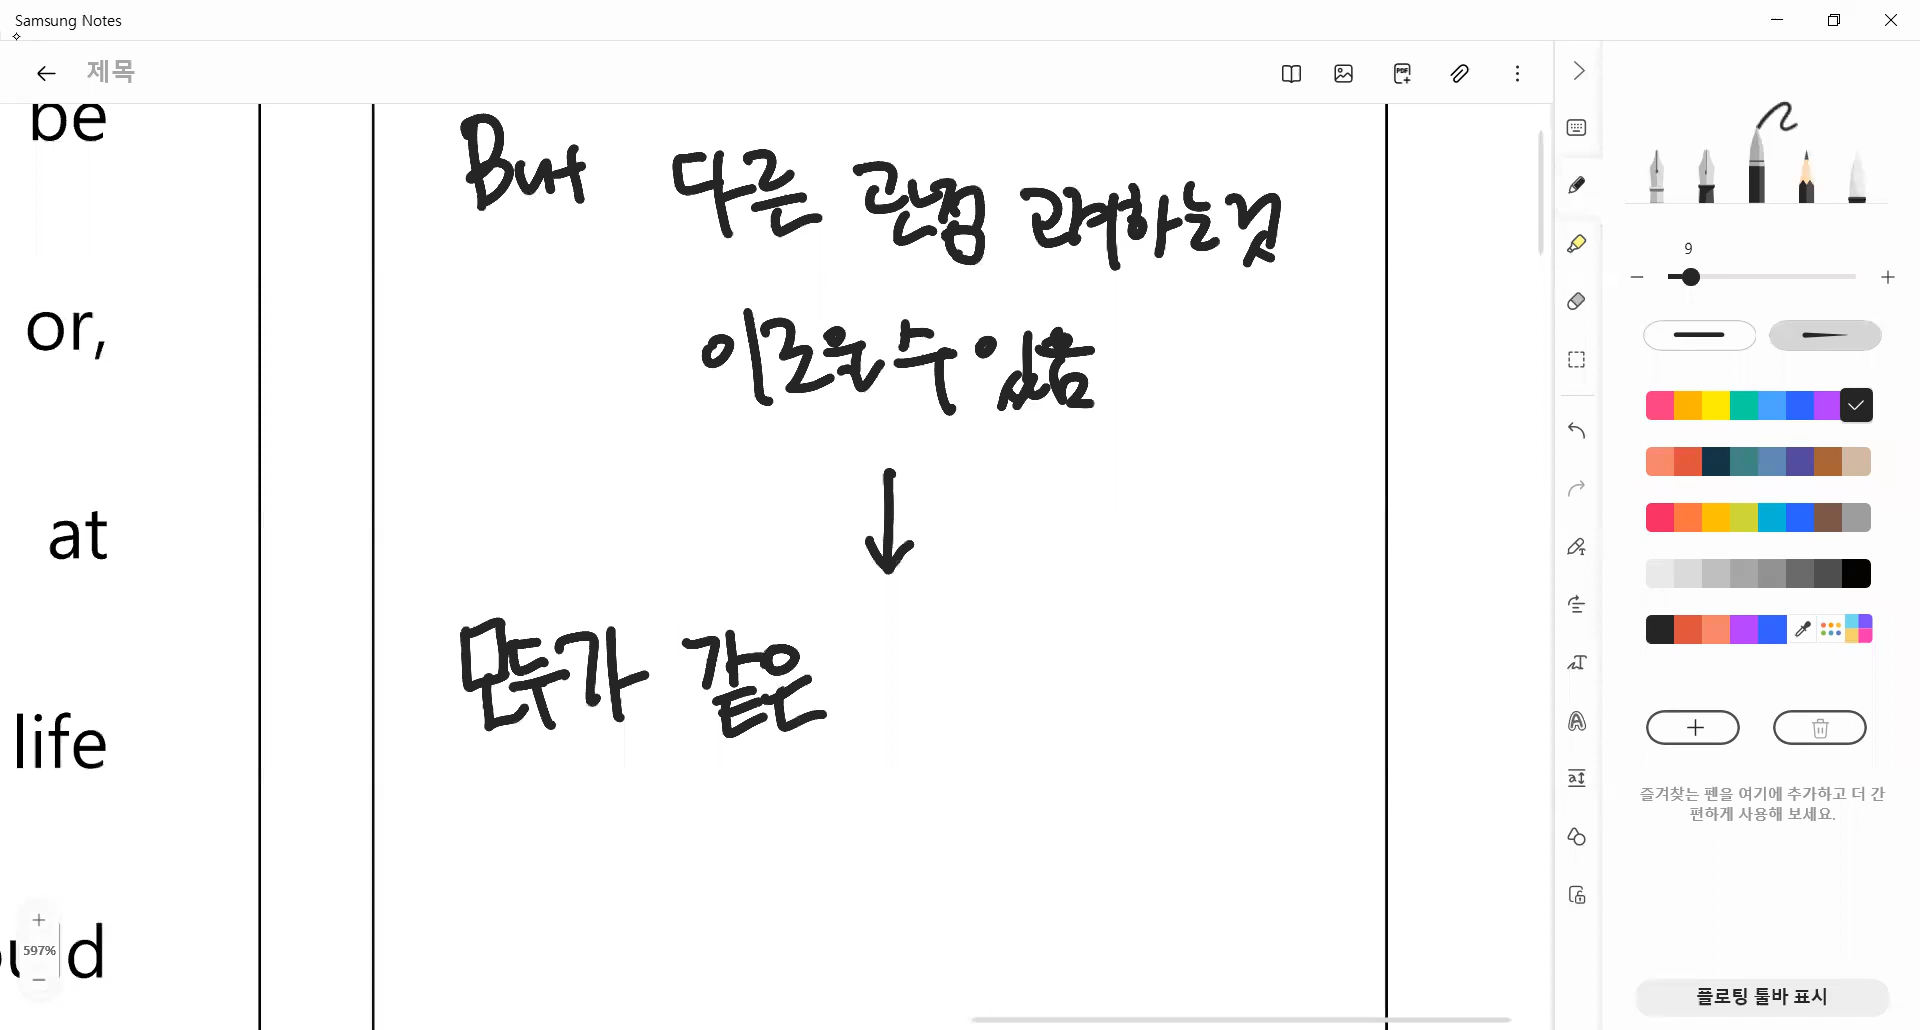 Samsung Notes
제목
be
or,
at
life
d
But 다른 관점 고려하는것
이로울 수 있음
모두가 같은
9
즐겨찾는 펜을 여기에 추가하고 더 간
편하게 사용해 보세요.
597%
플로팅 툴바 표시